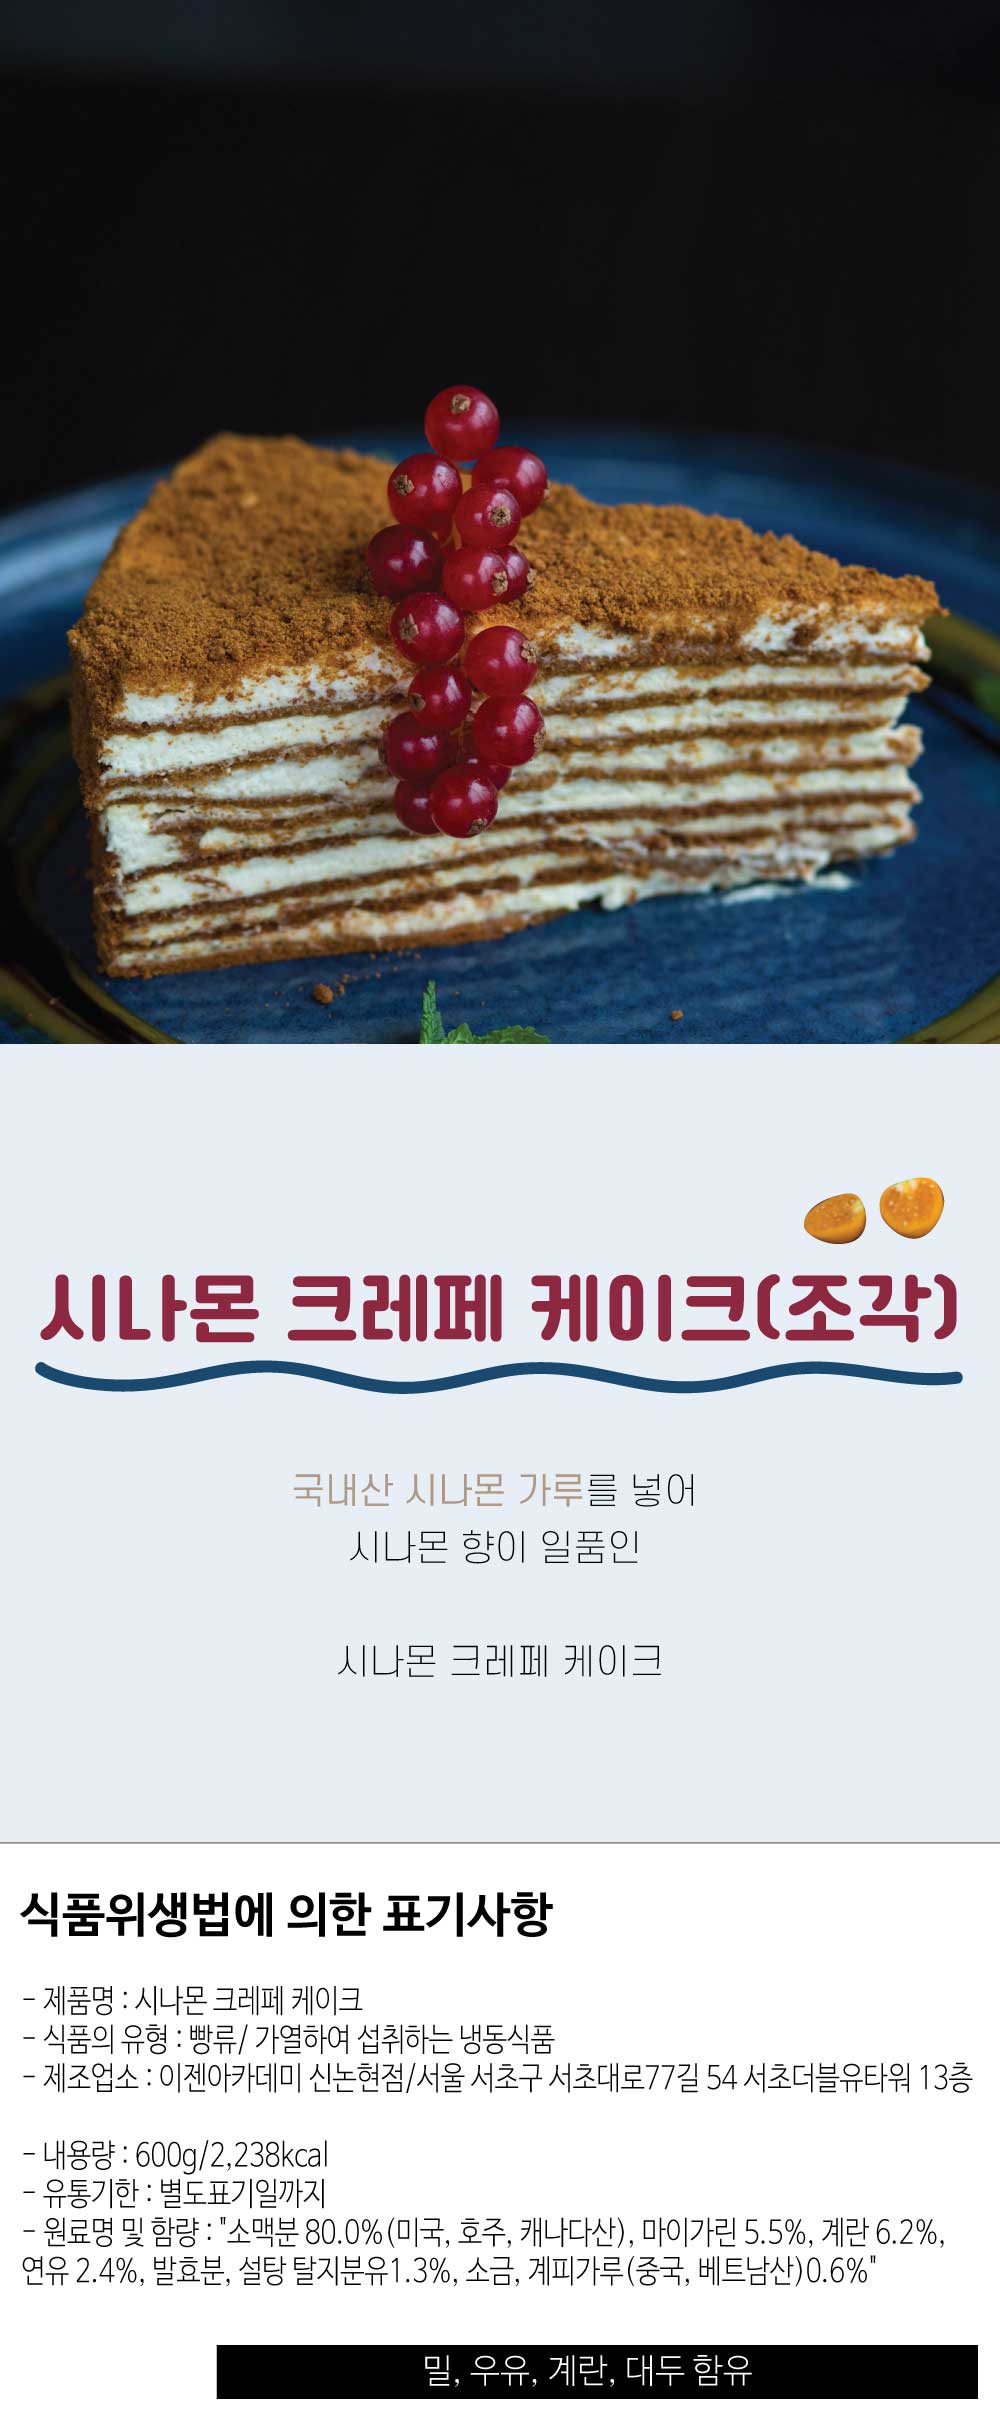 시나몬 크레페 케이크(조각)
국내산 시나몬 가루를 넣어
시나몬 향이 일품인
시나몬 크레페 케이크
식품위생법에 의한 표기사항
- 제품명 : 시나몬 크레페 케이크
- 식품의 유형 : 빵류/ 가열하여 섭취하는 냉동식품
- 제조업소 : 이젠아카데미 신논현점/서울 서초구 서초대로77길 54 서초더블유타워 13층
- 내용량 : 600g/2,238kcal
- 유통기한 : 별도표기일까지
- 원료명 및 함량 : "소맥분 80.0%(미국, 호주, 캐나다산), 마이가린 5.5%, 계란 6.2%,
연유 2.4%, 발효분, 설탕 탈지분유1.3%, 소금, 계피가루(중국, 베트남산)0.6%"
밀, 우유, 계란, 대두 함유